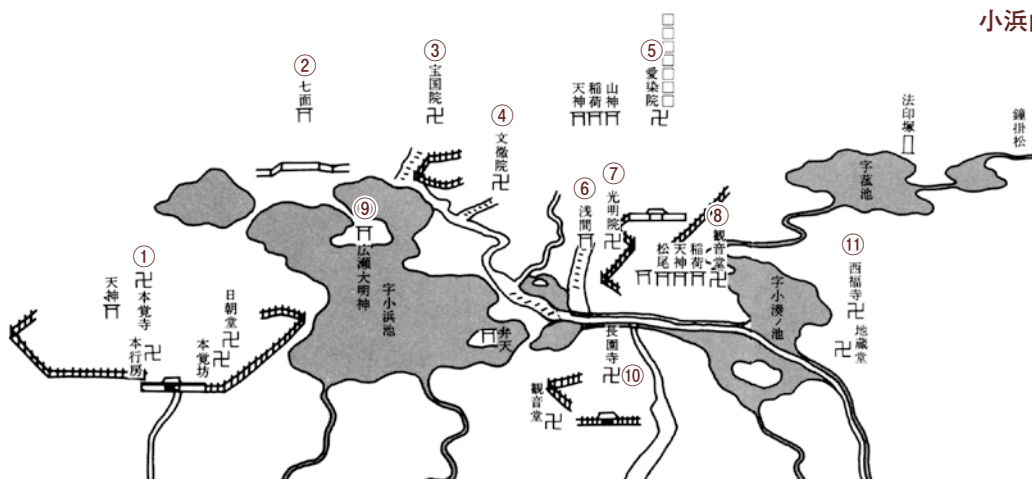 小浜
①
本覚寺
天神
日朝堂
本行房
本覚坊
②
七面
③
宝国院
④
文徹院
⑤
愛染院
山神
稲荷
天神
⑥
浅間
⑦
光明院
⑧
観音堂
稲荷
天神
松尾
⑨
広瀬大明神
字小浜池
弁天
⑩
長園寺
観音堂
⑪
西福寺
地蔵堂
字小湊ノ池
字菰池
法印塚
鐘掛松